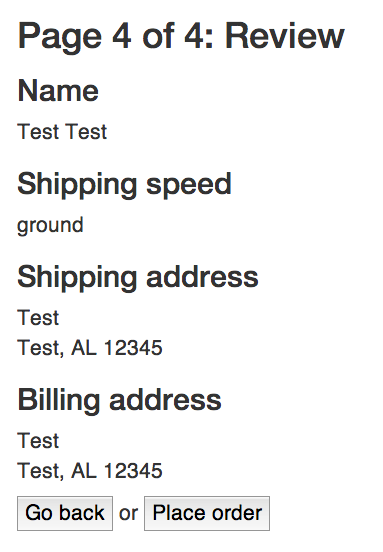 Page 4 of 4: Review
Name
Test Test
Shipping speed
ground
Shipping address
Test
Test, AL 12345
Billing address
Test
Test, AL 12345
Go back or Place order